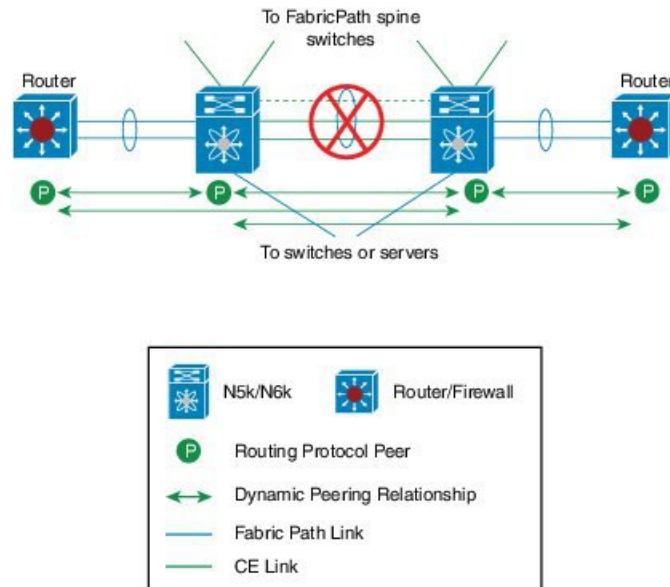 To FabricPath spine
switches
Router
Router
P
P
P
P
To switches or servers
N5k/N6k
Router/Firewall
P
Routing Protocol Peer
Dynamic Peering Relationship
Fabric Path Link
CE Link